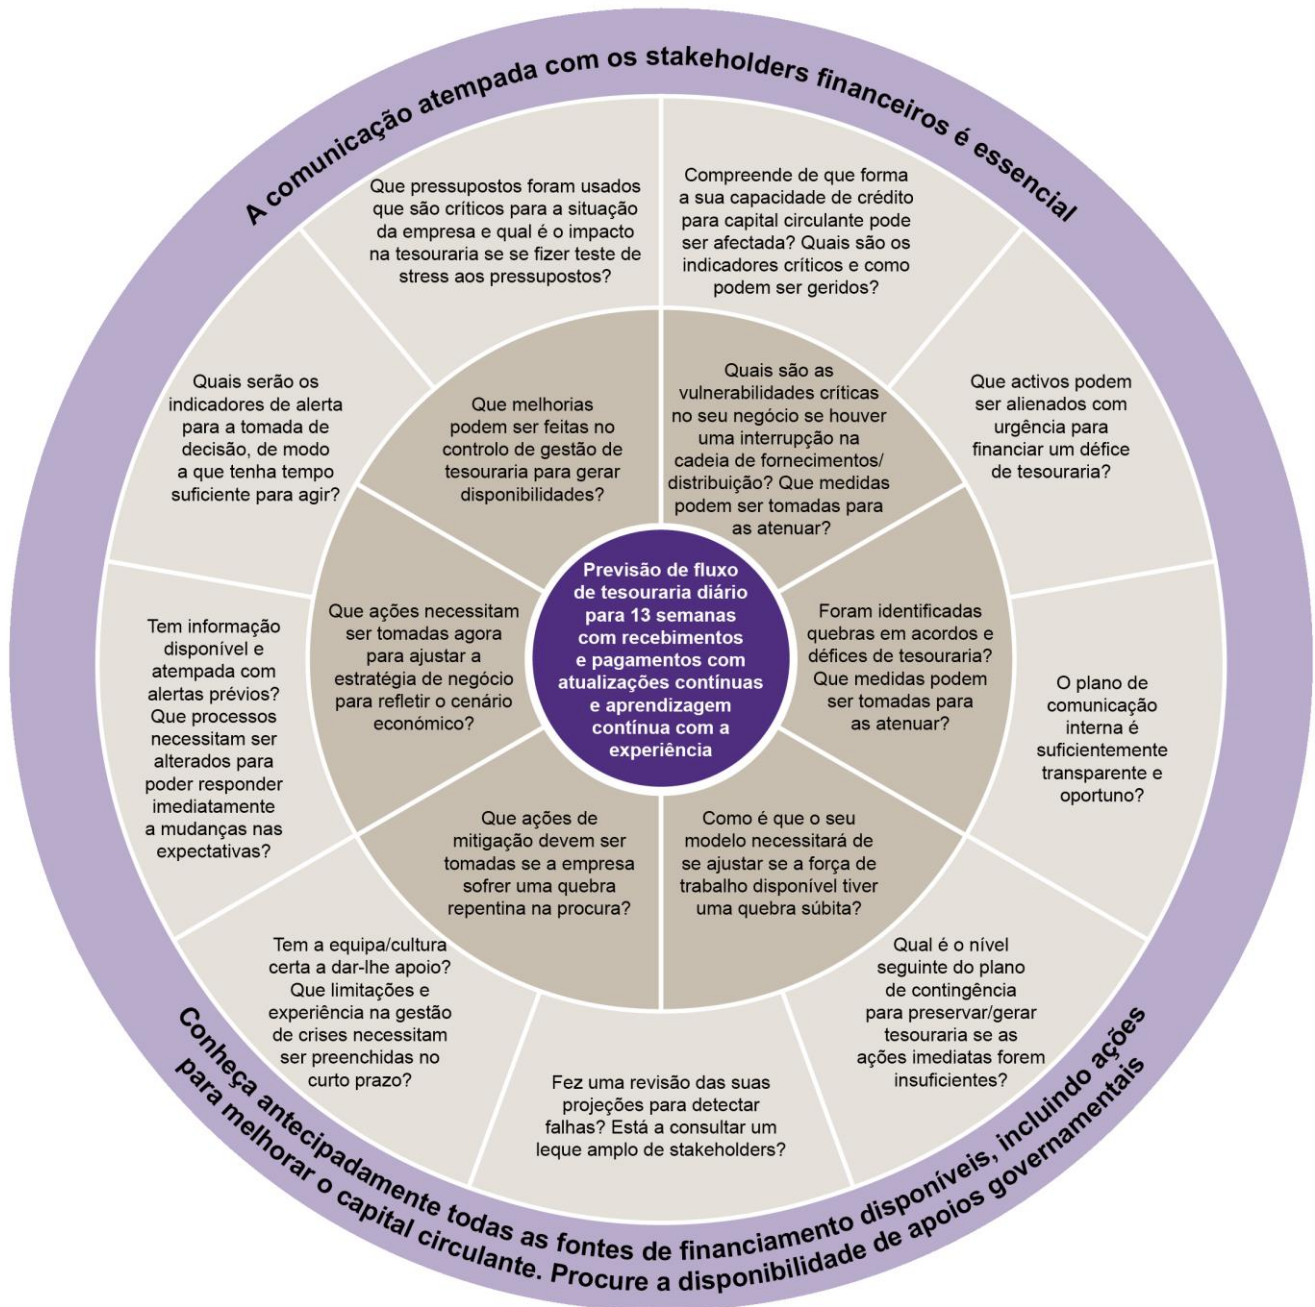 A comunicação atempada com os stakeholders financeiros é essencial
Que pressupostos foram usados
que são críticos para a situação
da empresa e qual é o impacto
na tesouraria se se fizer teste de
stress aos pressupostos?
Compreende de que forma
a sua capacidade de crédito
para capital circulante pode
ser afectada? Quais são os
indicadores críticos e como
podem ser geridos?
Que activos podem
ser alienados com
urgência para
financiar um défice
de tesouraria?
O plano de
comunicação
interna é
suficientemente
transparente e
oportuno?
Qual é o nível
seguinte do plano
de contingência
para preservar/gerar
tesouraria se as
ações imediatas forem
insuficientes?
Fez uma revisão das suas
projeções para detectar
falhas? Está a consultar um
leque amplo de stakeholders?
Tem a equipa/cultura
certa a dar-lhe apoio?
Que limitações e
experiência na gestão
de crises necessitam
ser preenchidas no
curto prazo?
Tem informação
disponível e
atempada com
alertas prévios?
Que processos
necessitam ser
alterados para
poder responder
imediatamente
a mudanças nas
expectativas?
Quais serão os
indicadores de alerta
para a tomada de
decisão, de modo
a que tenha tempo
suficiente para agir?
Que melhorias
podem ser feitas no
controlo de gestão de
tesouraria para gerar
disponibilidades?
Quais são as
vulnerabilidades críticas
no seu negócio se houver
uma interrupção na
cadeia de fornecimentos/
distribuição? Que medidas
podem ser tomadas para
as atenuar?
Foram identificadas
quebras em acordos e
défices de tesouraria?
Que medidas podem
ser tomadas para
as atenuar?
Como é que o seu
modelo necessitará de
se ajustar se a força de
trabalho disponível tiver
uma quebra súbita?
Que ações de
mitigação devem ser
tomadas se a empresa
sofrer uma quebra
repentina na procura?
Que ações necessitam
ser tomadas agora
para ajustar a
estratégia de negócio
para refletir o cenário
económico?
Previsão de fluxo
de tesouraria diário
para 13 semanas
com recebimentos
e pagamentos com
atualizações contínuas
e aprendizagem
contínua com a
experiência
Conheça antecipadamente todas as fontes de financiamento disponíveis, incluindo ações
para melhorar o capital circulante. Procure a disponibilidade de apoios governamentais